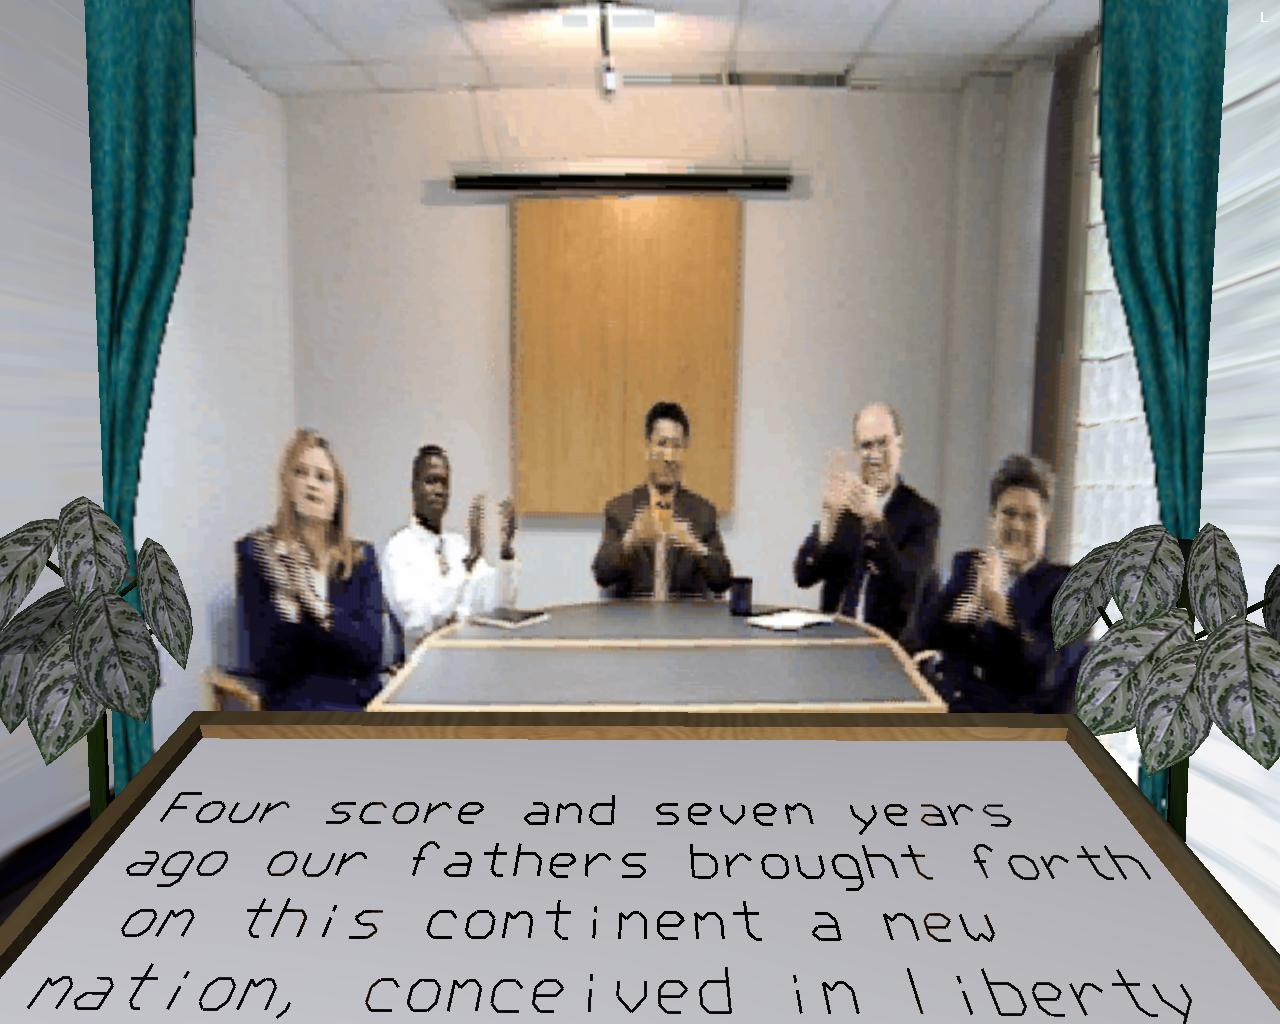 L
Four score and seven years
ago our fathers brought forth
on this continent a new
nation, conceived in liberty